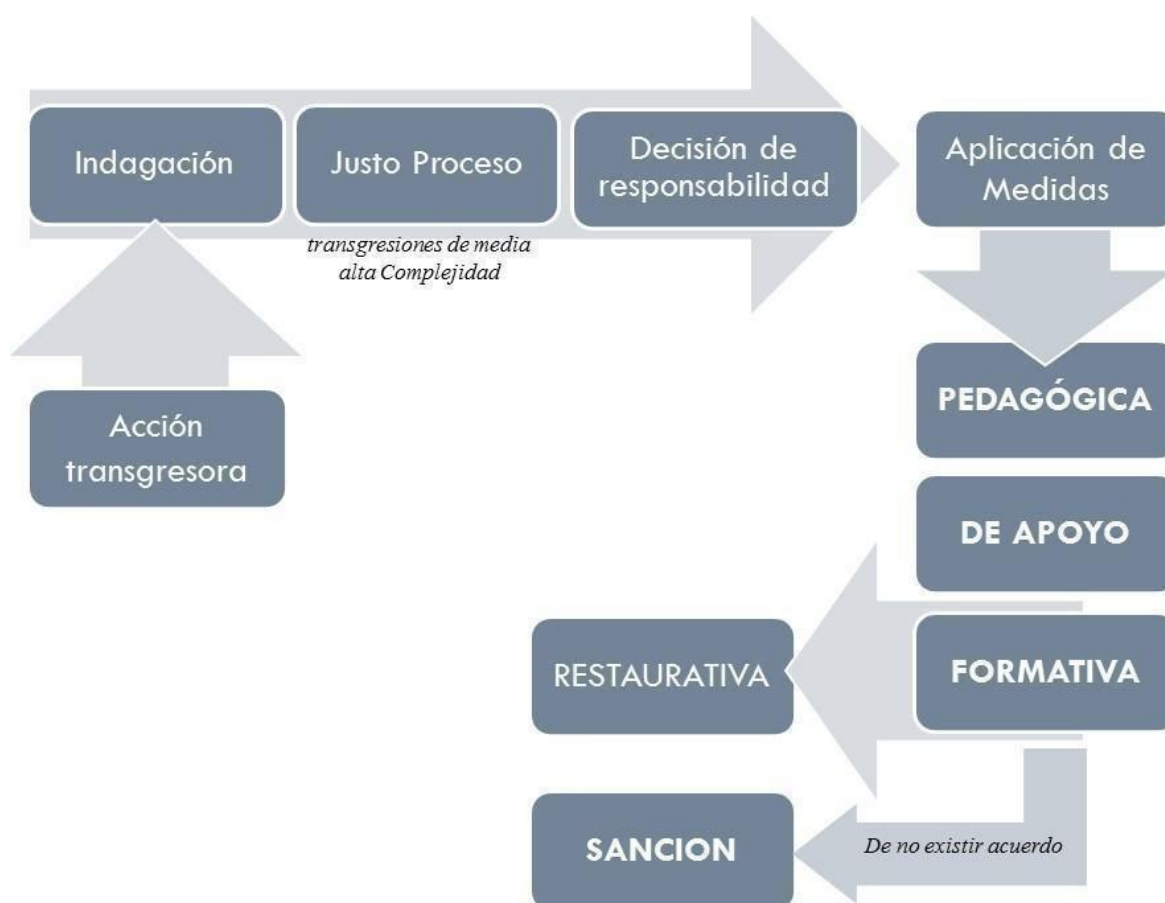 Indagación
Justo Proceso
Decisión de
responsabilidad
Aplicación de
Medidas
transgresiones de media
alta Complejidad
Acción
transgresora
PEDAGÓGICA
DE APOYO
FORMATIVA
RESTAURATIVA
SANCION
De no existir acuerdo